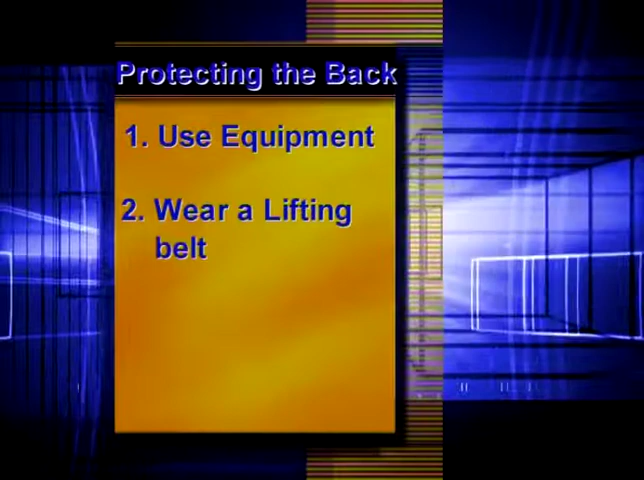 Protecting the Back
1. Use Equipment
2. Wear a Lifting
belt